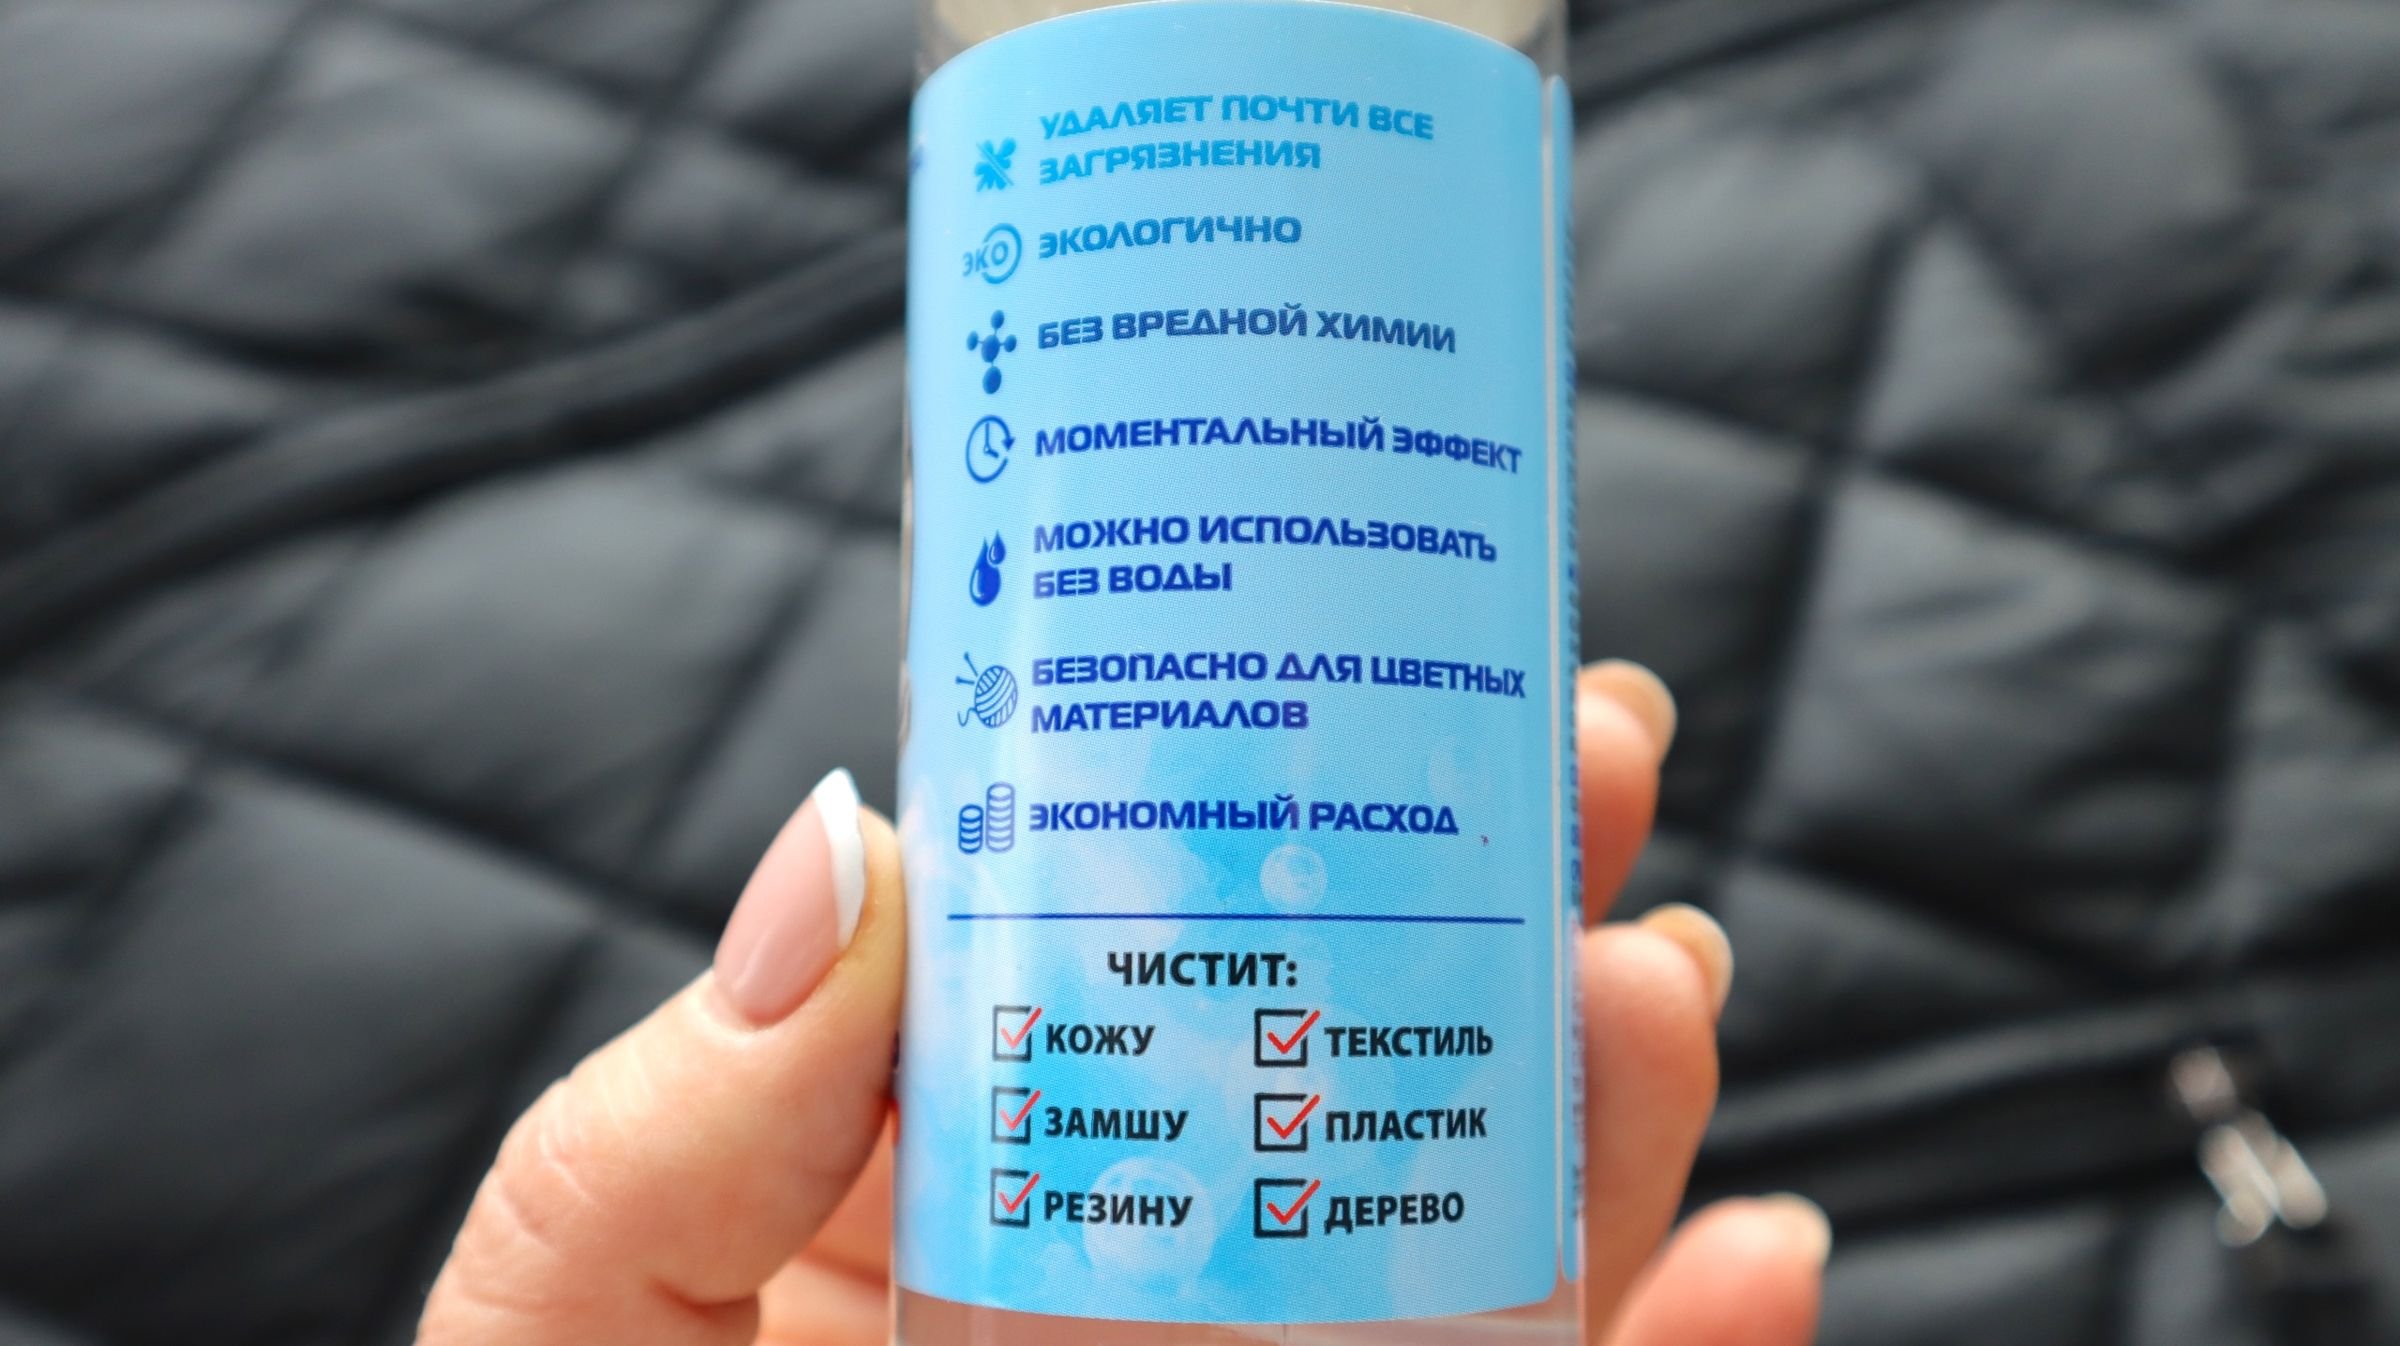 УДАЛЯЕТ ПОЧТИ ВСЕ
ЗАГРЯЗНЕНИЯ
ЭКО
ЭКОЛОГИЧНО
БЕЗ ВРЕДНОЙ ХИМИИ
МОМЕНТАЛЬНЫЙ ЭФФЕКТ
МОЖНО ИСПОЛЬЗОВАТЬ
БЕЗ ВОДЫ
БЕЗОПАСНО ДЛЯ ЦВЕТНЫХ
МАТЕРИАЛОВ
ЭКОНОМНЫЙ РАСХОД
ЧИСТИТ:
КОЖУ
ТЕКСТИЛЬ
ЗАМШУ
ПЛАСТИК
РЕЗИНУ
ДЕРЕВО